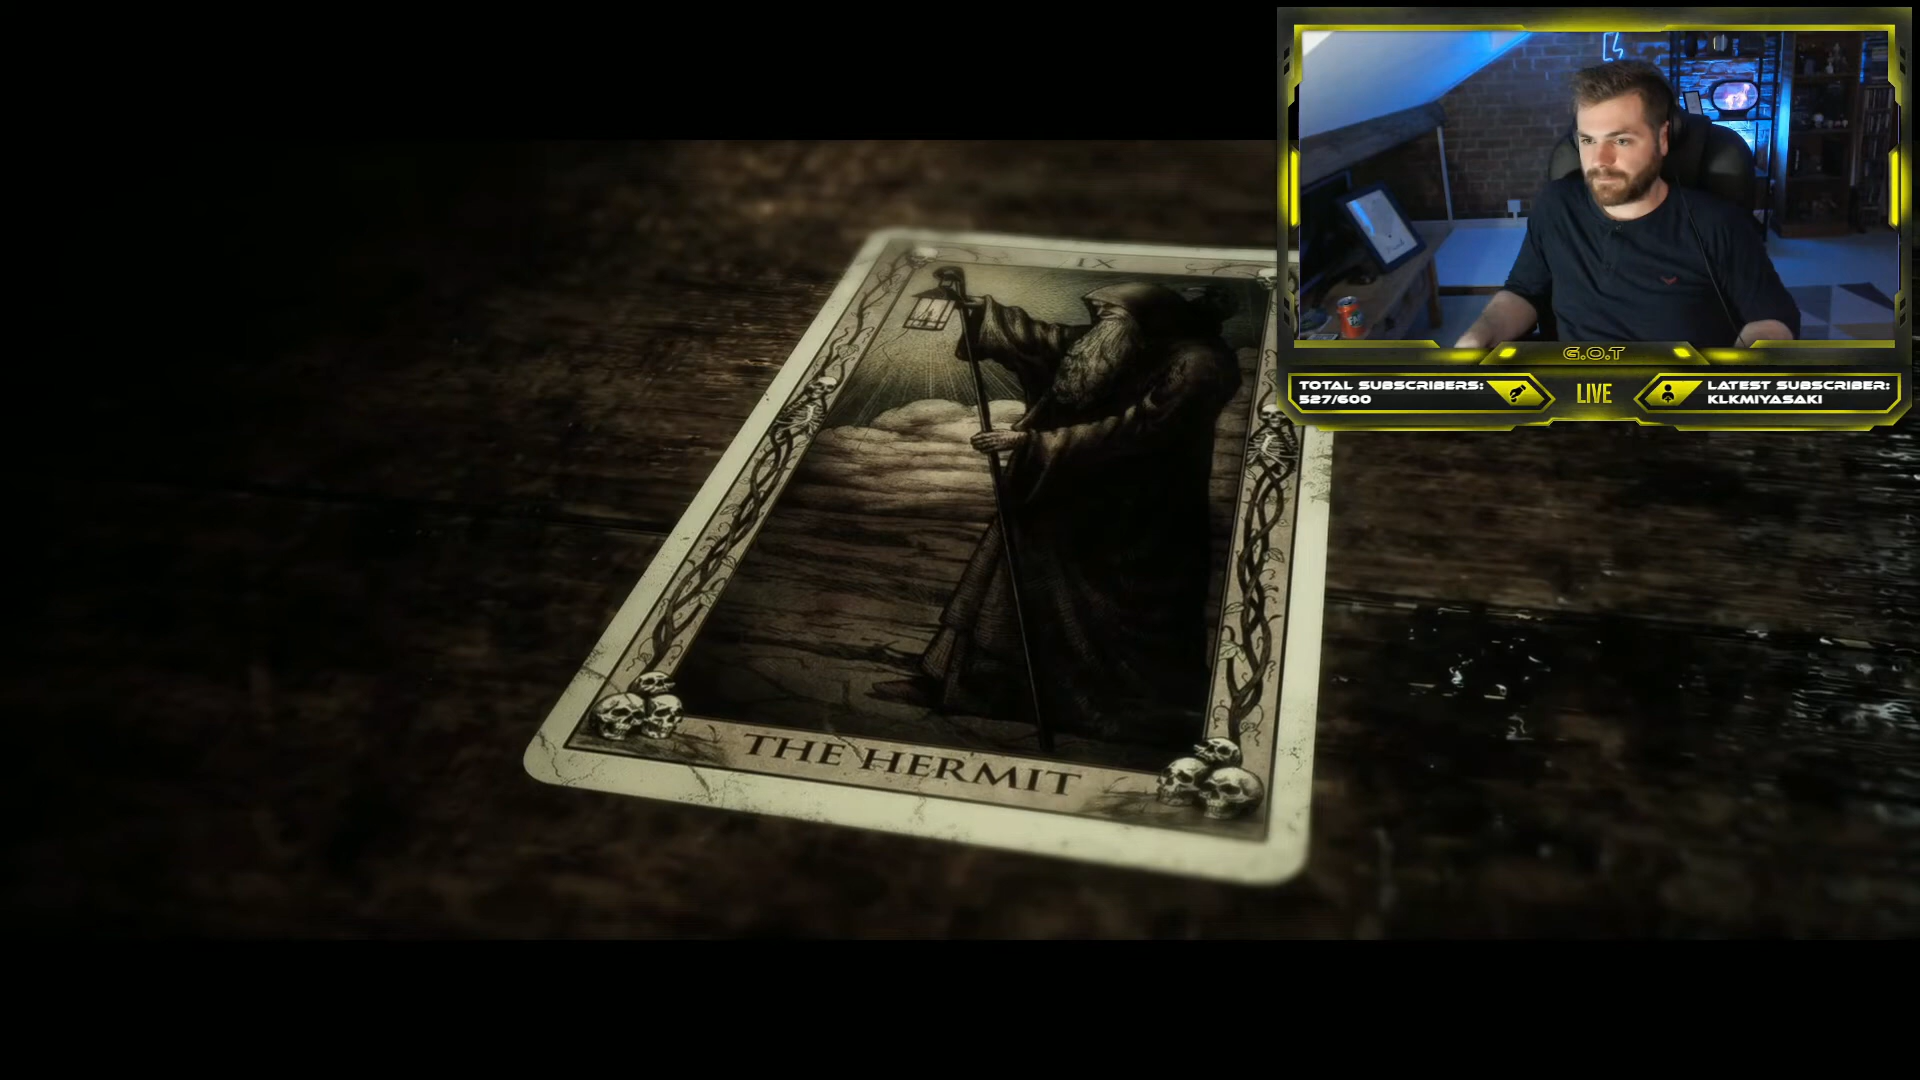 IX
THE HERMIT
G.O.T
TOTAL SUBSCRIBERS:
527/600
LIVE
LATEST SUBSCRIBER:
KLKMIYASAKI